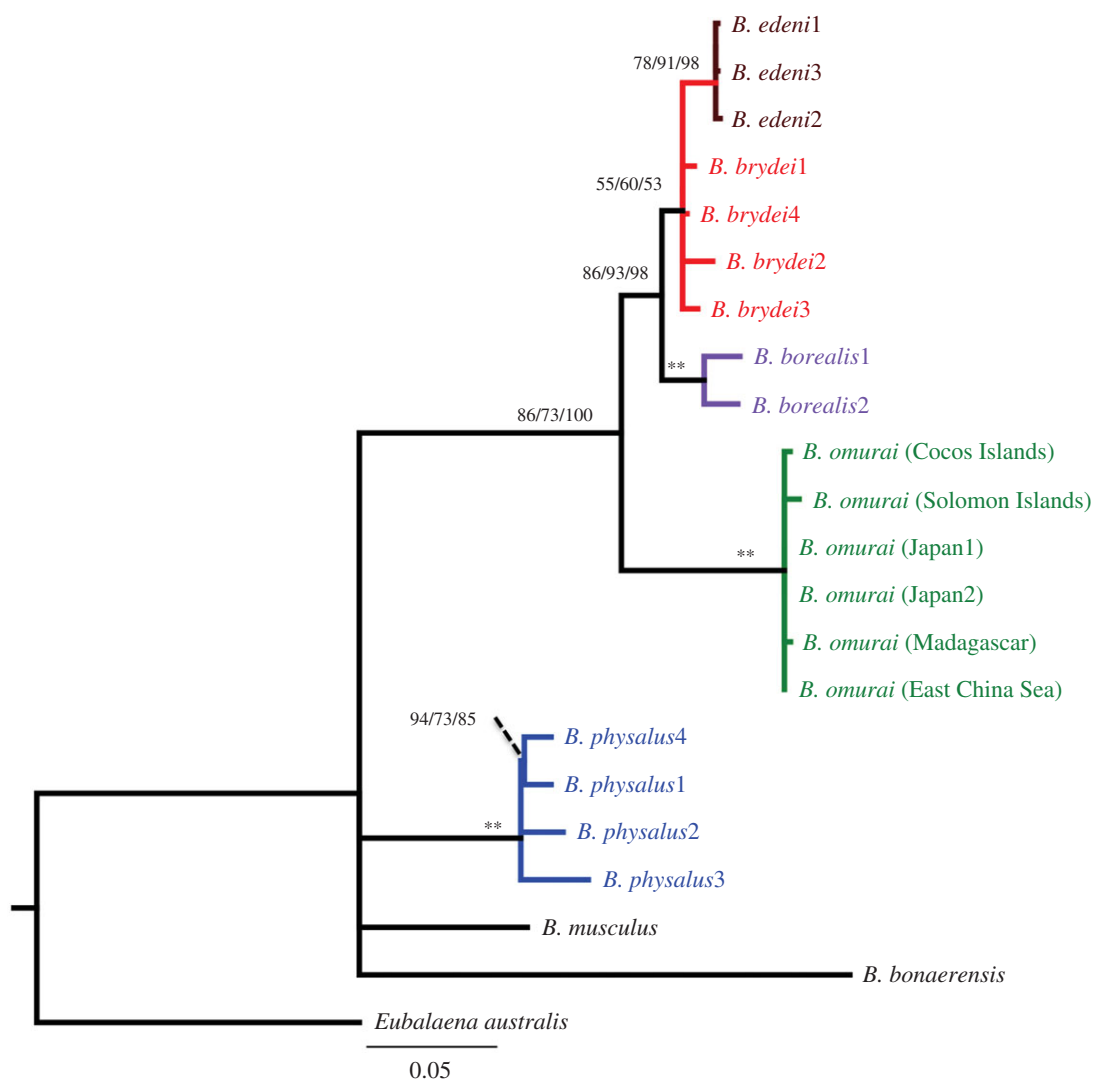 B. edeni1
78/91/98
B. edeni3
B. edeni2
B. brydei1
55/60/53
B. brydei4
B. brydei2
86/93/98
B. brydei3
B. borealis1
**
B. borealis2
86/73/100
B. omurai (Cocos Islands)
B. omurai (Solomon Islands)
B. omurai (Japan1)
**
B. omurai (Japan2)
B. omurai (Madagascar)
B. omurai (East China Sea)
94/73/85
B. physalus4
B. physalus1
**
B. physalus2
B. physalus3
B. musculus
B. bonaerensis
Eubalaena australis
0.05